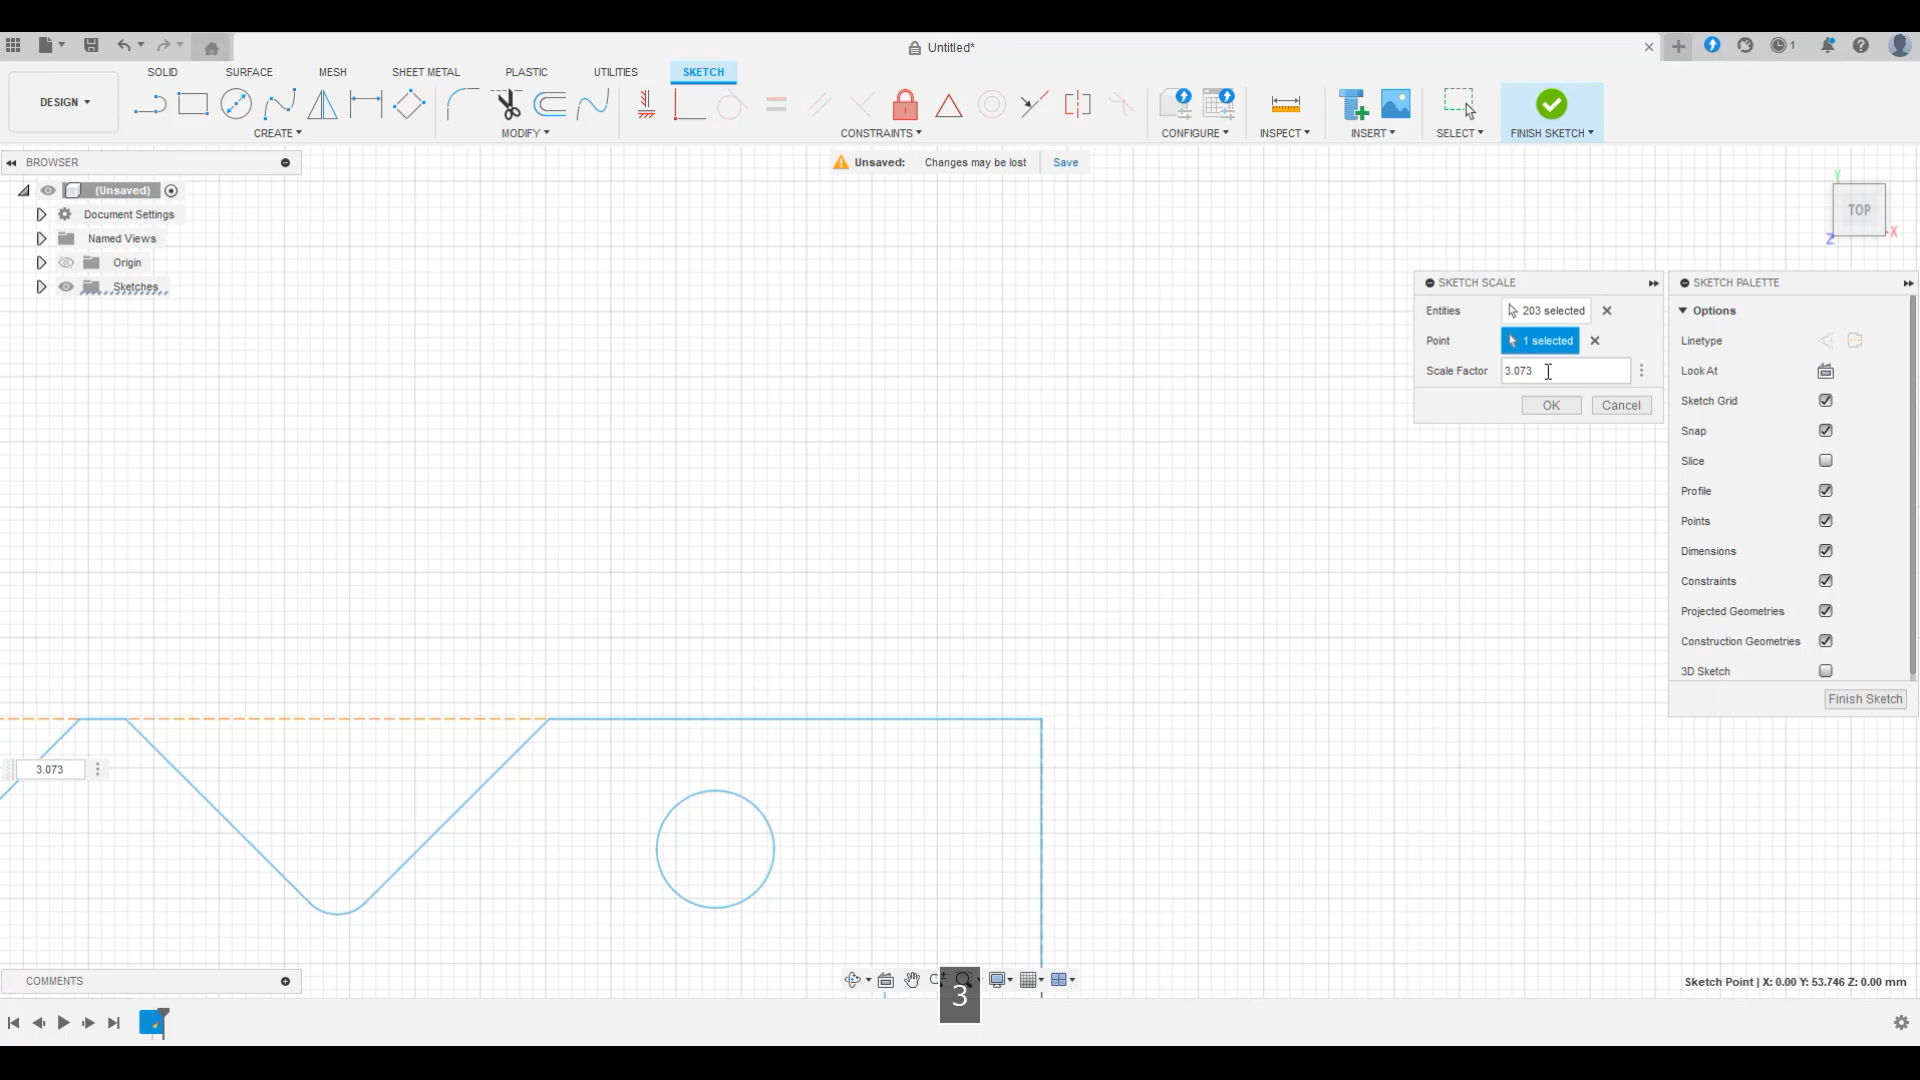 Untitled*
1
SOLID SURFACE MESH SHEET METAL PLASTIC UTILITIES SKETCH
DESIGN
CREATE MODIFY CONSTRAINTS CONFIGURE INSPECT INSERT SELECT FINISH SKETCH
BROWSER
Unsaved: Changes may be lost Save
(Unsaved)
Document Settings
Named Views
Origin
Sketches
Y
TOP
X
Z
SKETCH SCALE
Entities 203 selected
Point 1 selected
Scale Factor 3.073
OK Cancel
SKETCH PALETTE
Options
Linetype
Look At
Sketch Grid
Snap
Slice
Profile
Points
Dimensions
Constraints
Projected Geometries
Construction Geometries
3D Sketch
Finish Sketch
3.073
COMMENTS
3
Sketch Point | X: 0.00 Y: 53.746 Z: 0.00 mm